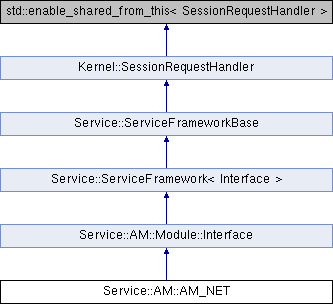 std::enable_shared_from_this< SessionRequestHandler >
Kernel::SessionRequestHandler
Service::ServiceFrameworkBase
Service::ServiceFramework< Interface >
Service::AM::Module::Interface
Service::AM::AM_NET